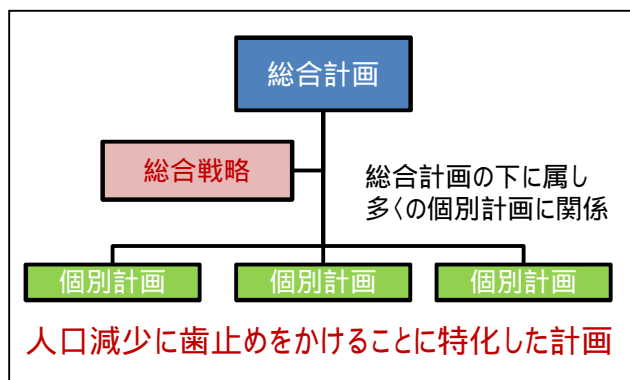 総合計画
総合戦略
総合計画の下に属し
多くの個別計画に関係
個別計画
個別計画
個別計画
人口減少に歯止めをかけることに特化した計画